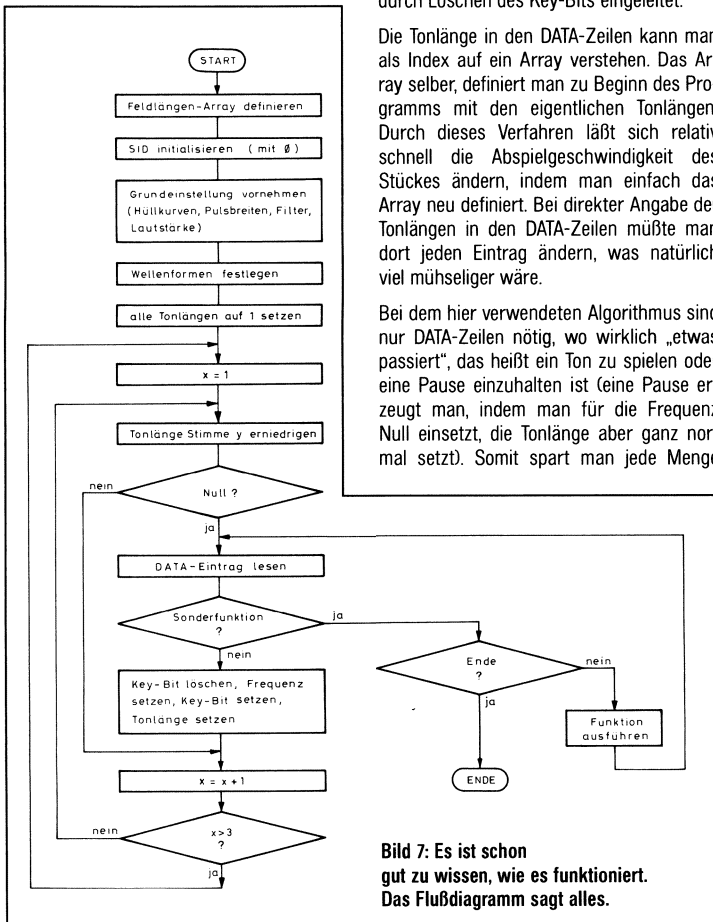 durch Löschen des Key-Bits eingeleitet.
Die Tonlänge in den DATA-Zeilen kann man
als Index auf ein Array verstehen. Das Ar-
ray selber, definiert man zu Beginn des Pro-
gramms mit den eigentlichen Tonlängen.
Durch dieses Verfahren läßt sich relativ
schnell die Abspielgeschwindigkeit des
Stückes ändern, indem man einfach das
Array neu definiert. Bei direkter Angabe der
Tonlängen in den DATA-Zeilen müßte man
dort jeden Eintrag ändern, was natürlich
viel mühseliger wäre.
Bei dem hier verwendeten Algorithmus sind
nur DATA-Zeilen nötig, wo wirklich „etwas
passiert“, das heißt ein Ton zu spielen oder
eine Pause einzuhalten ist (eine Pause er-
zeugt man, indem man für die Frequenz
Null einsetzt, die Tonlänge aber ganz nor-
mal setzt). Somit spart man jede Menge
START
Feldlängen-Array definieren
SID initialisieren (mit Ø)
Grundeinstellung vornehmen
(Hüllkurven, Pulsbreiten, Filter,
Lautstärke)
Wellenformen festlegen
alle Tonlängen auf 1 setzen
x = 1
Tonlänge Stimme y erniedrigen
nein
Null ?
ja
DATA-Eintrag lesen
Sonderfunktion
?
ja
nein
Ende
?
nein
ja
Key-Bit löschen, Frequenz
setzen, Key-Bit setzen,
Tonlänge setzen
Funktion
ausführen
x = x + 1
ENDE
nein
x>3
?
ja
Bild 7: Es ist schon
gut zu wissen, wie es funktioniert.
Das Flußdiagramm sagt alles.